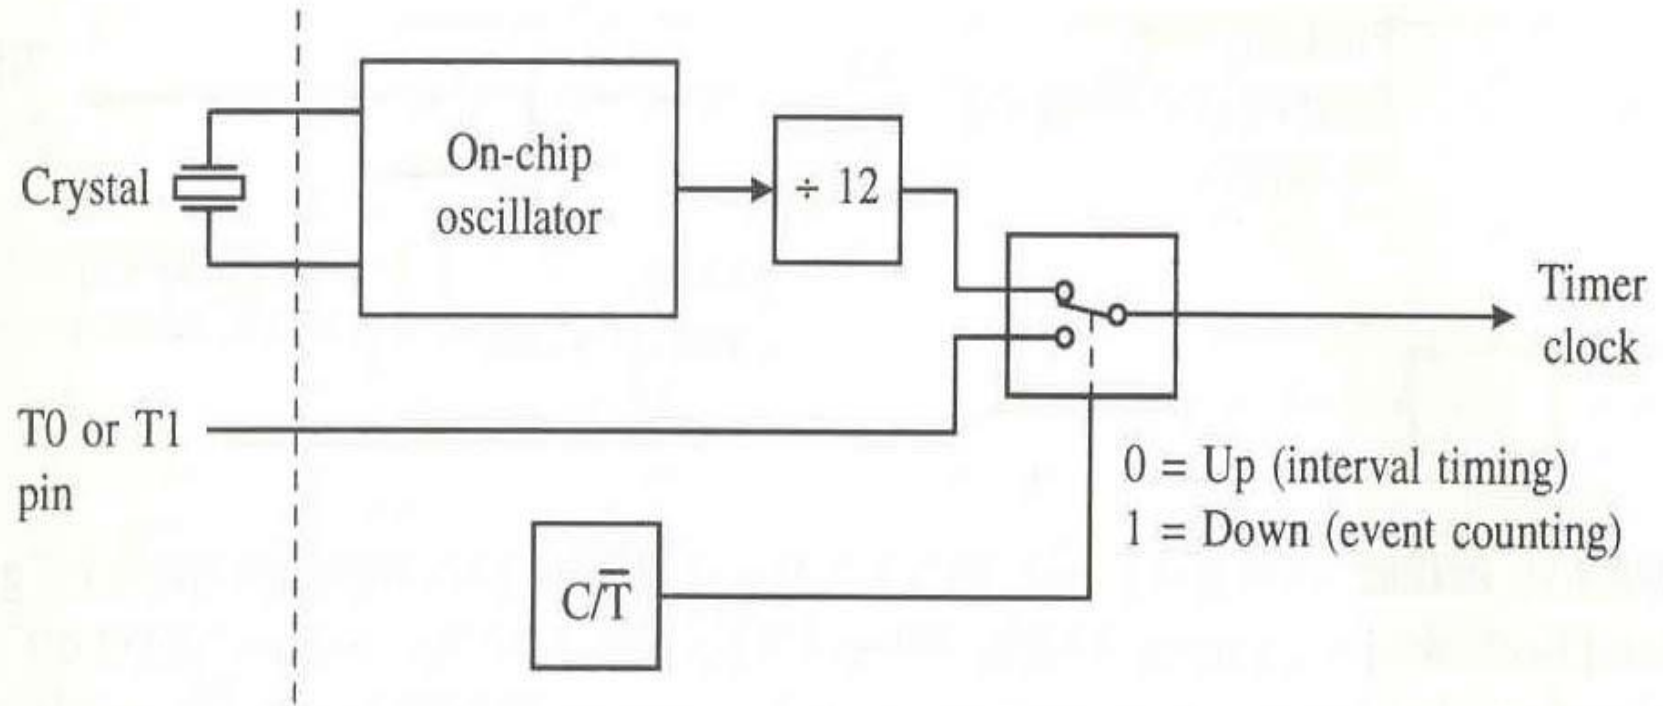 Crystal
On-chip
oscillator
÷ 12
Timer
clock
T0 or T1
pin
0 = Up (interval timing)
1 = Down (event counting)
C/T̅